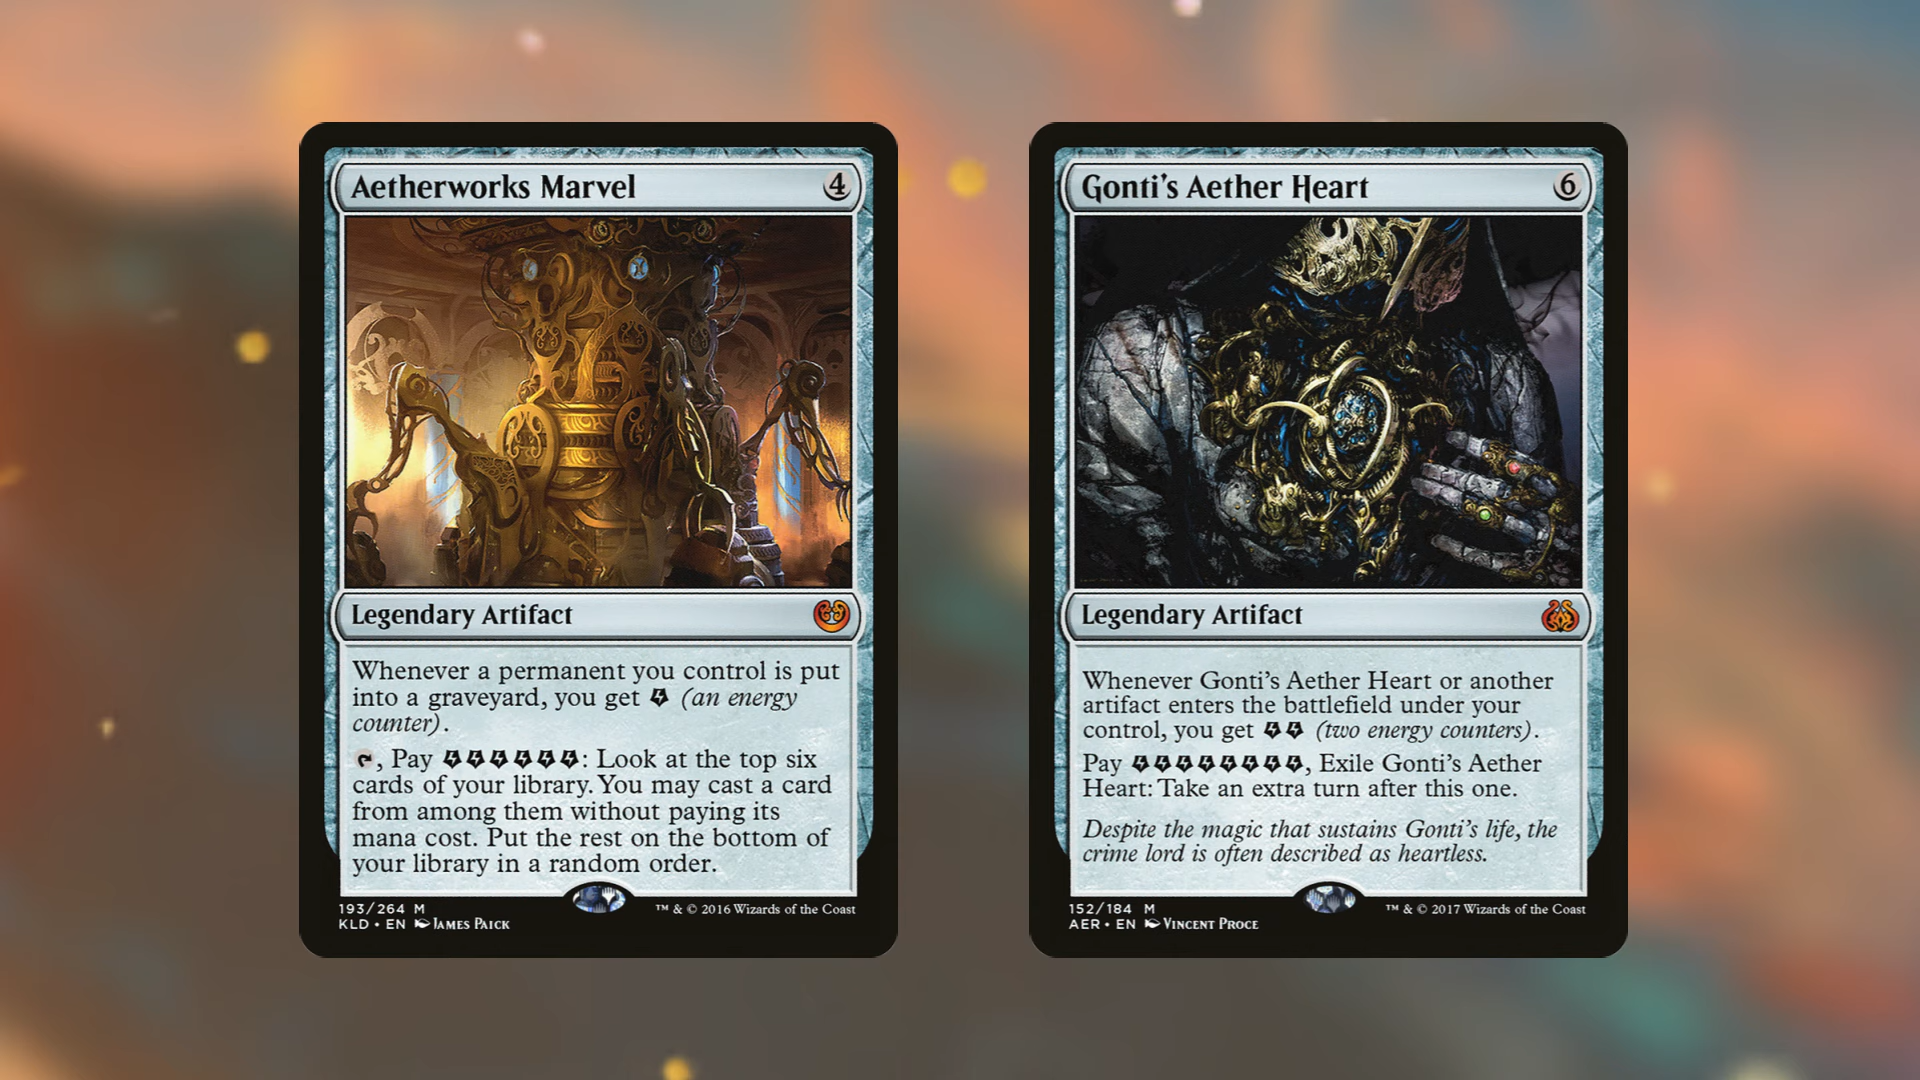 Aetherworks Marvel 4
Legendary Artifact
Whenever a permanent you control is put
into a graveyard, you get (an energy
counter).
, Pay : Look at the top six
cards of your library. You may cast a card
from among them without paying its
mana cost. Put the rest on the bottom of
your library in a random order.
193/264 M
KLD • EN JAMES PAICK
™ & © 2016 Wizards of the Coast
Gonti's Aether Heart 6
Legendary Artifact
Whenever Gonti's Aether Heart or another
artifact enters the battlefield under your
control, you get (two energy counters).
Pay , Exile Gonti's Aether
Heart: Take an extra turn after this one.
Despite the magic that sustains Gonti's life, the
crime lord is often described as heartless.
152/184 M
AER • EN VINCENT PROCE
™ & © 2017 Wizards of the Coast